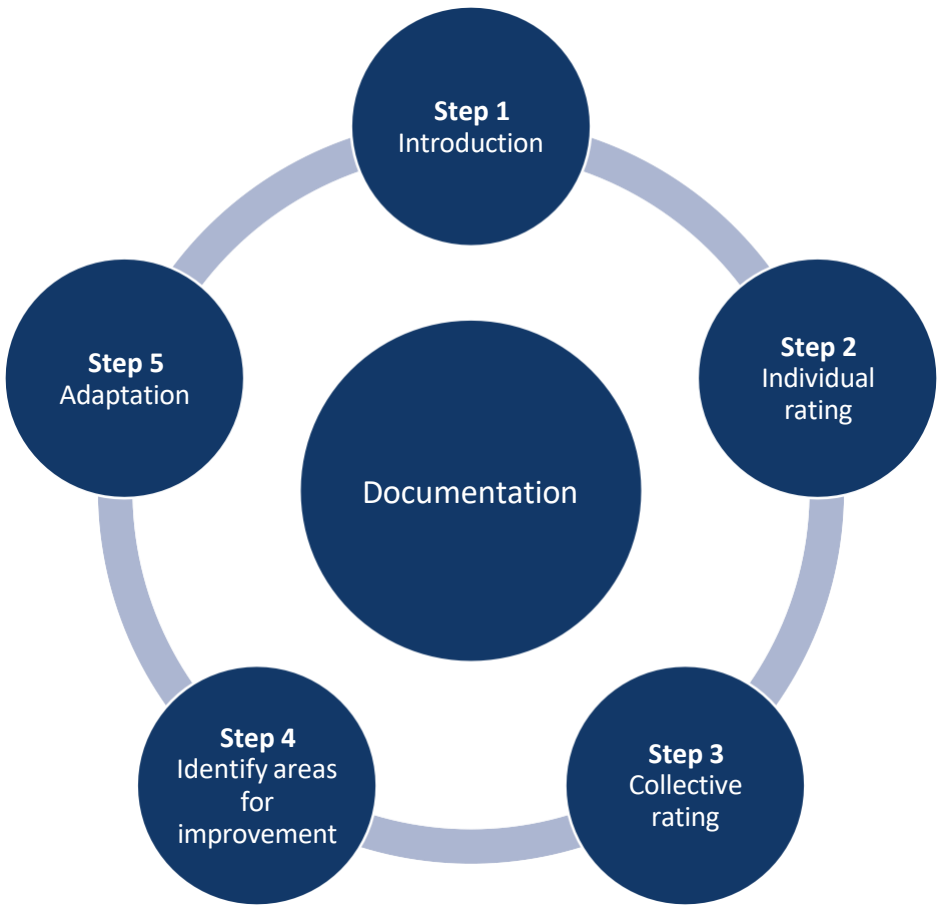 Step 1
Introduction
Step 2
Individual
rating
Step 3
Collective
rating
Step 4
Identify areas
for
improvement
Step 5
Adaptation
Documentation